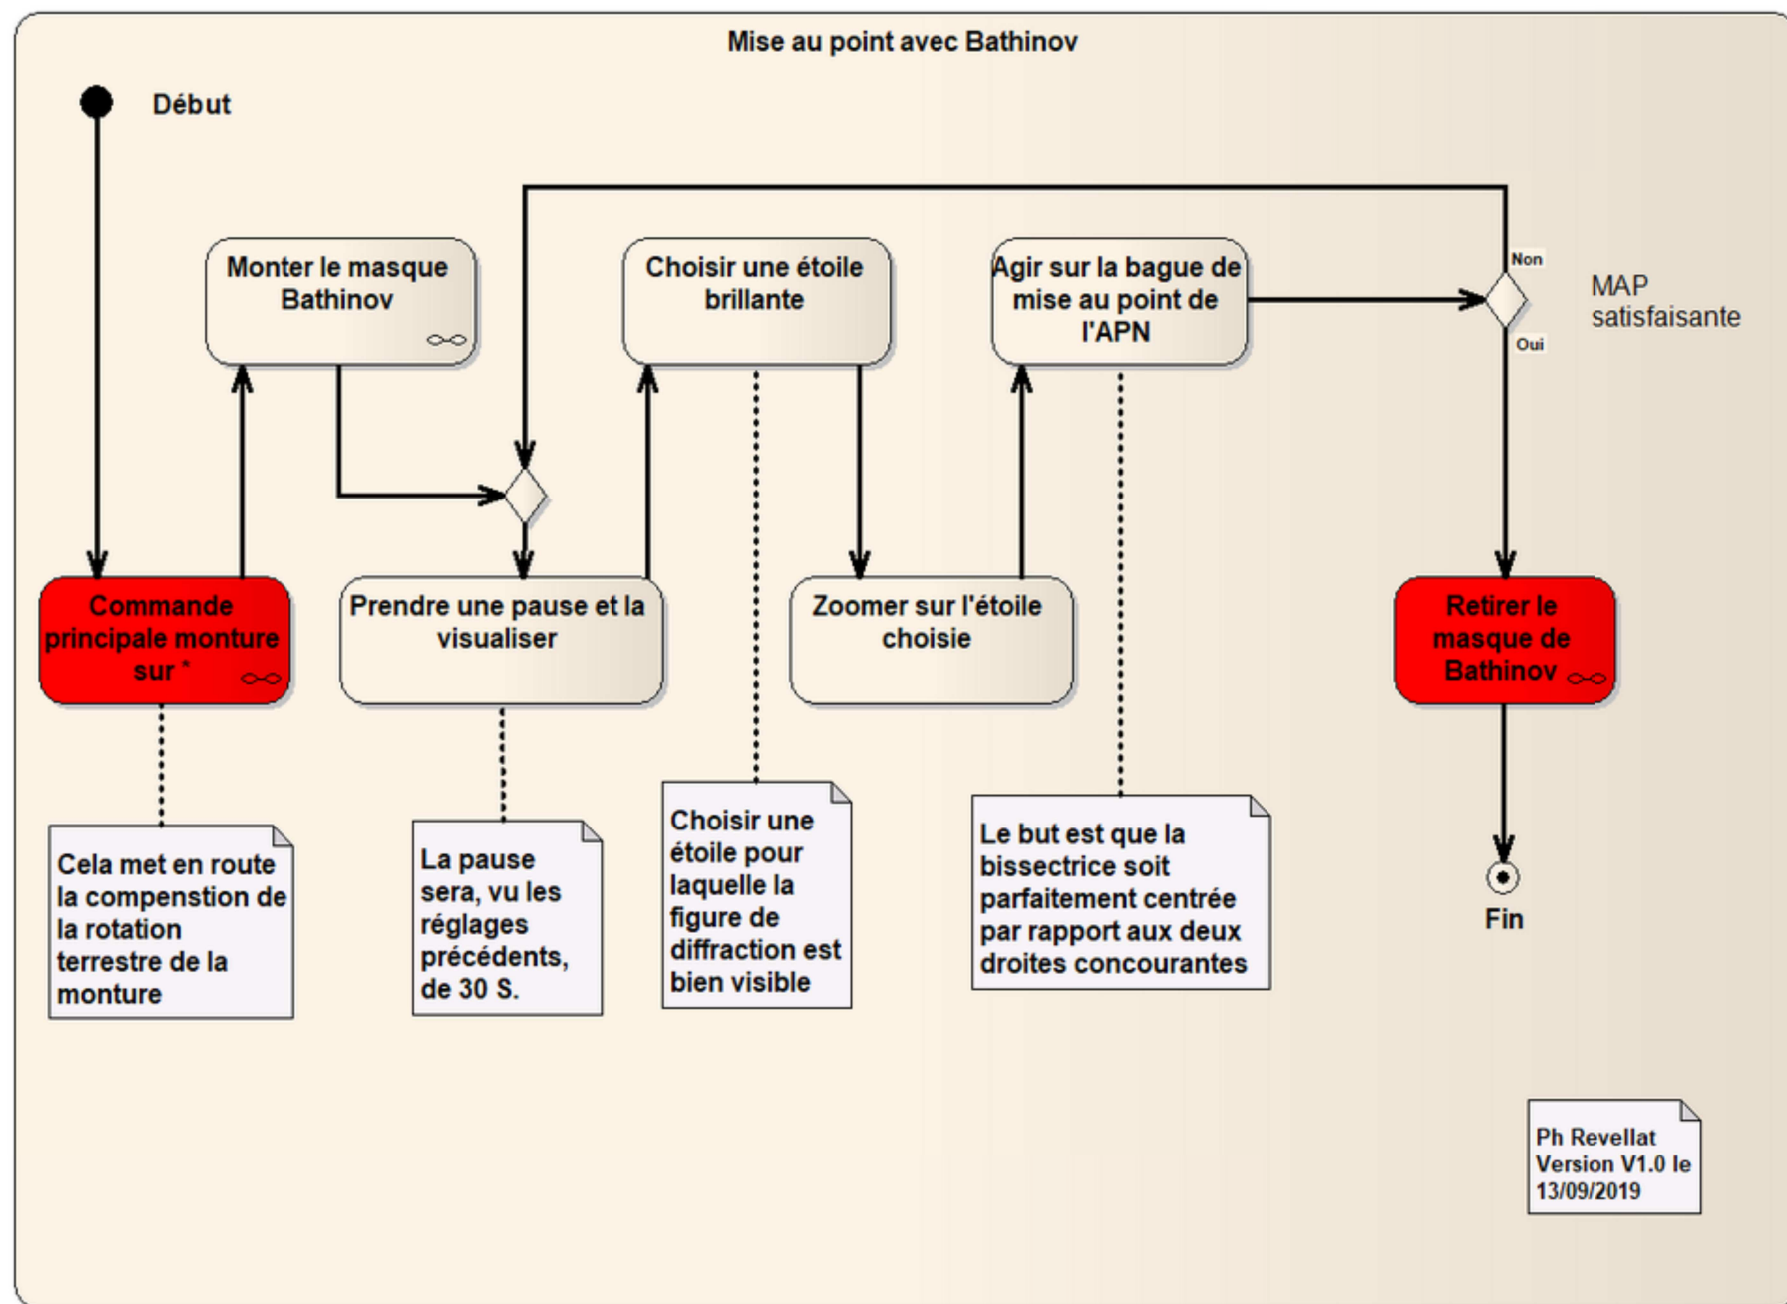 Mise au point avec Bathinov
Début
Monter le masque
Bathinov
Choisir une étoile
brillante
Agir sur la bague de
mise au point de
l'APN
Non
MAP
satisfaisante
Oui
Commande
principale monture
sur *
Prendre une pause et la
visualiser
Zoomer sur l'étoile
choisie
Retirer le
masque de
Bathinov
Cela met en route
la compenstion de
la rotation
terrestre de la
monture
La pause
sera, vu les
réglages
précédents,
de 30 S.
Choisir une
étoile pour
laquelle la
figure de
diffraction est
bien visible
Le but est que la
bissectrice soit
parfaitement centrée
par rapport aux deux
droites concourantes
Fin
Ph Revellat
Version V1.0 le
13/09/2019